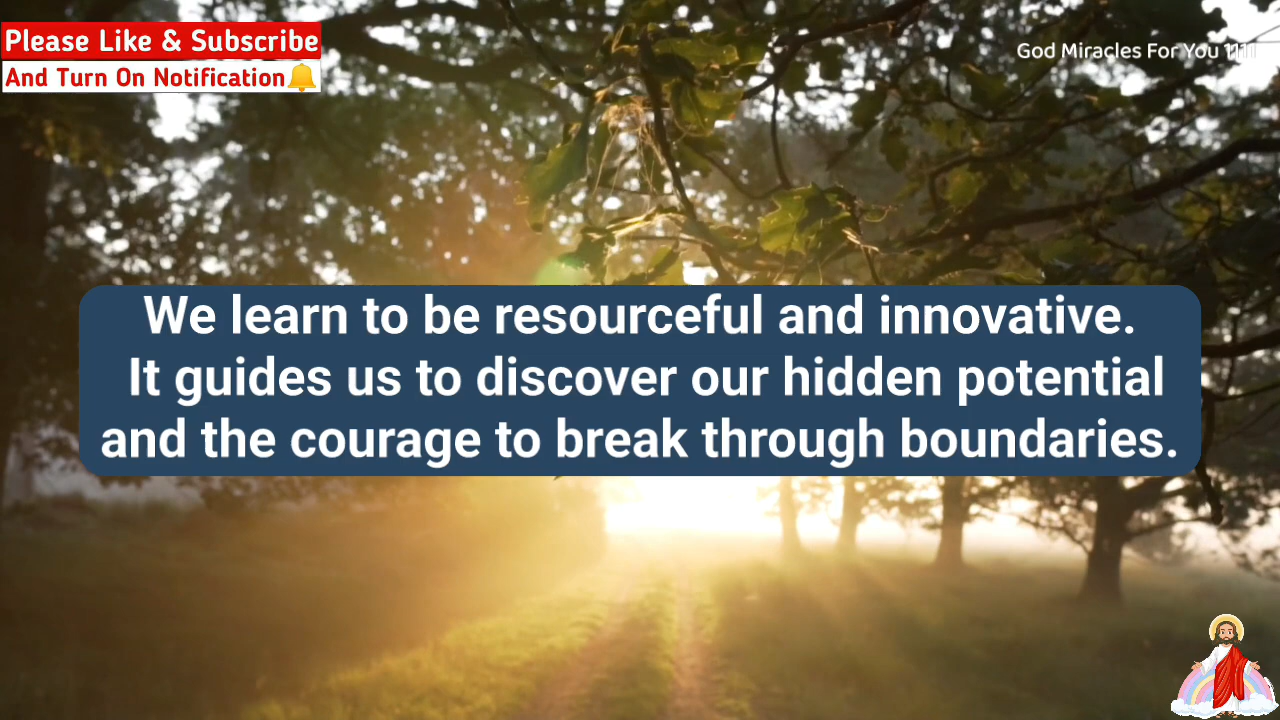 Please Like & Subscribe
And Turn On Notification🔔
God Miracles For You 1111
We learn to be resourceful and innovative.
It guides us to discover our hidden potential
and the courage to break through boundaries.